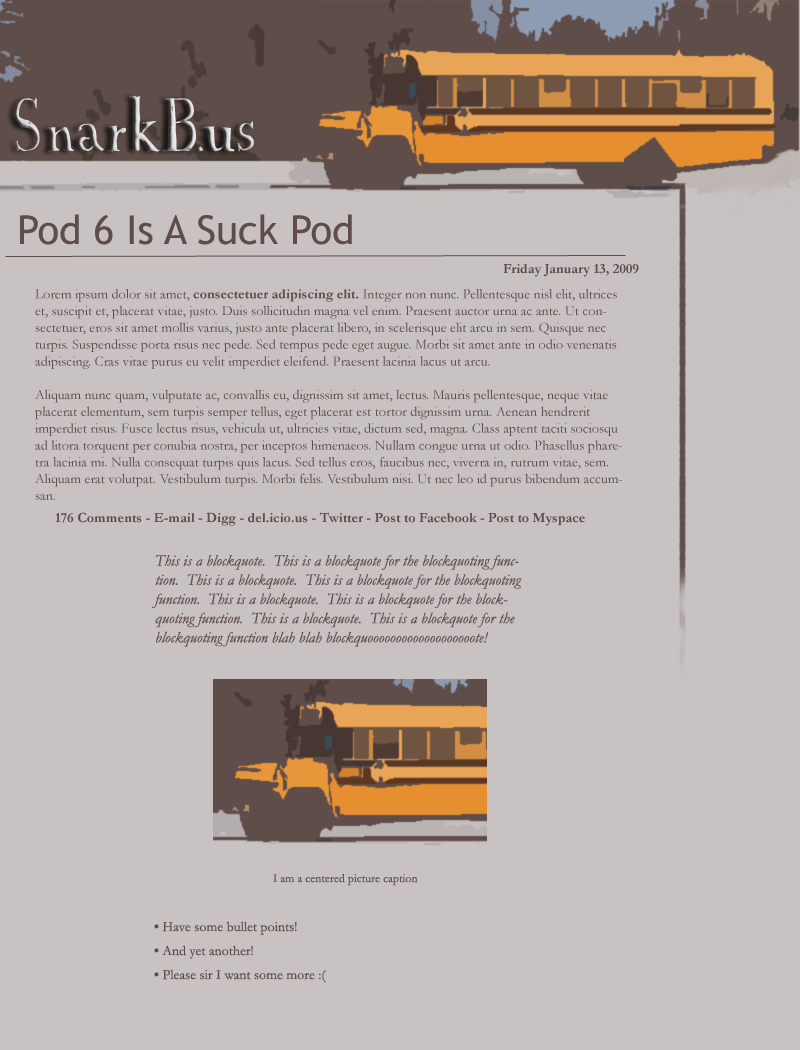 SnarkB.us
Pod 6 Is A Suck Pod
Friday January 13, 2009
Lorem ipsum dolor sit amet, consectetuer adipiscing elit. Integer non nunc. Pellentesque nisl elit, ultrices
et, suscipit et, placerat vitae, justo. Duis sollicitudin magna vel enim. Praesent auctor urna ac ante. Ut con-
sectetuer, eros sit amet mollis varius, justo ante placerat libero, in scelerisque elit arcu in sem. Quisque nec
turpis. Suspendisse porta risus nec pede. Sed tempus pede eget augue. Morbi sit amet ante in odio venenatis
adipiscing. Cras vitae purus eu velit imperdiet eleifend. Praesent lacinia lacus ut arcu.
Aliquam nunc quam, vulputate ac, convallis eu, dignissim sit amet, lectus. Mauris pellentesque, neque vitae
placerat elementum, sem turpis semper tellus, eget placerat est tortor dignissim urna. Aenean hendrerit
imperdiet risus. Fusce lectus risus, vehicula ut, ultricies vitae, dictum sed, magna. Class aptent taciti sociosqu
ad litora torquent per conubia nostra, per inceptos himenaeos. Nullam congue urna ut odio. Phasellus phare-
tra lacinia mi. Nulla consequat turpis quis lacus. Sed tellus eros, faucibus nec, viverra in, rutrum vitae, sem.
Aliquam erat volutpat. Vestibulum turpis. Morbi felis. Vestibulum nisi. Ut nec leo id purus bibendum accum-
san.
176 Comments - E-mail - Digg - del.icio.us - Twitter - Post to Facebook - Post to Myspace
This is a blockquote.  This is a blockquote for the blockquoting func-
tion.  This is a blockquote.  This is a blockquote for the blockquoting
function.  This is a blockquote.  This is a blockquote for the block-
quoting function.  This is a blockquote.  This is a blockquote for the
blockquoting function blah blah blockquooooooooooooooooooote!
I am a centered picture caption
• Have some bullet points!
• And yet another!
• Please sir I want some more :(